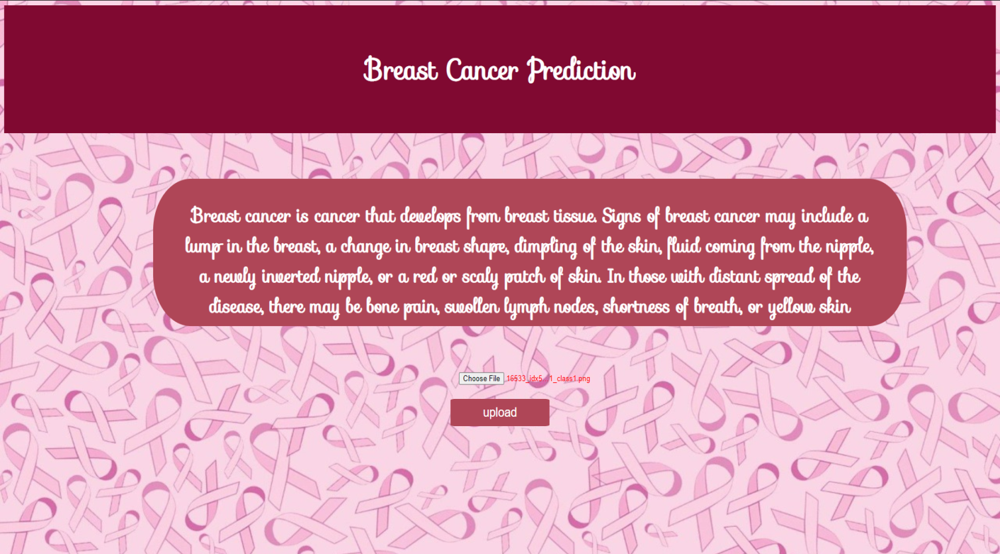 Breast Cancer Prediction
Breast cancer is cancer that develops from breast tissue. Signs of breast cancer may include a
lump in the breast, a change in breast shape, dimpling of the skin, fluid coming from the nipple,
a newly inverted nipple, or a red or scaly patch of skin. In those with distant spread of the
disease, there may be bone pain, swollen lymph nodes, shortness of breath, or yellow skin
Choose File 16533_idx5...1_class1.png
upload